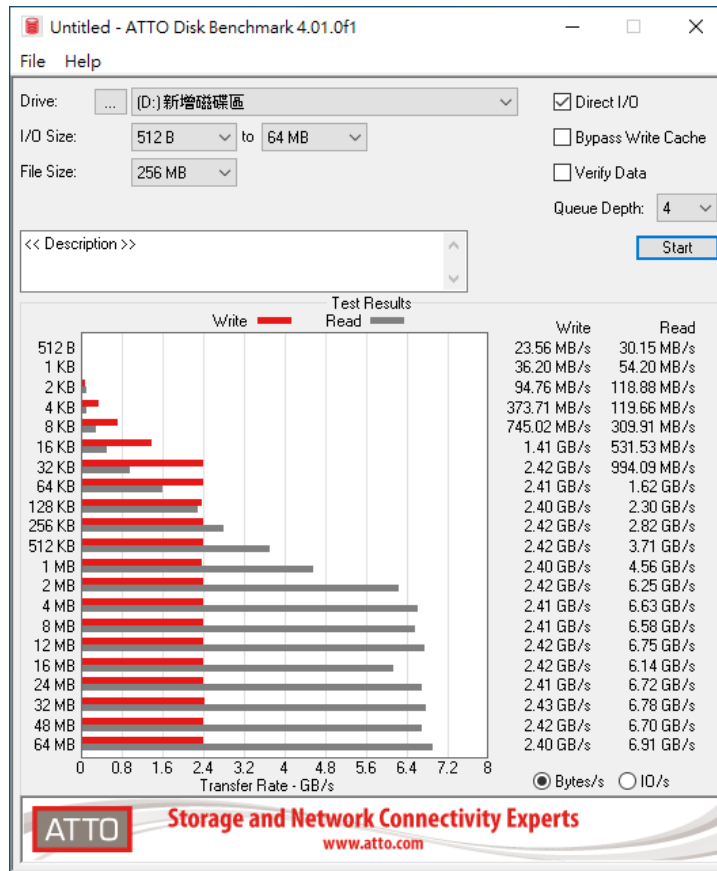 Untitled - ATTO Disk Benchmark 4.01.0f1
File Help
Drive: ... (D:)新增磁碟區 Direct I/O
I/O Size: 512 B to 64 MB Bypass Write Cache
File Size: 256 MB Verify Data
Queue Depth: 4
<< Description >> Start
Test Results
Write Read Write Read
512 B 23.56 MB/s 30.15 MB/s
1 KB 36.20 MB/s 54.20 MB/s
2 KB 94.76 MB/s 118.88 MB/s
4 KB 373.71 MB/s 119.66 MB/s
8 KB 745.02 MB/s 309.91 MB/s
16 KB 1.41 GB/s 531.53 MB/s
32 KB 2.42 GB/s 994.09 MB/s
64 KB 2.41 GB/s 1.62 GB/s
128 KB 2.40 GB/s 2.30 GB/s
256 KB 2.42 GB/s 2.82 GB/s
512 KB 2.42 GB/s 3.71 GB/s
1 MB 2.40 GB/s 4.56 GB/s
2 MB 2.42 GB/s 6.25 GB/s
4 MB 2.41 GB/s 6.63 GB/s
8 MB 2.41 GB/s 6.58 GB/s
12 MB 2.42 GB/s 6.75 GB/s
16 MB 2.42 GB/s 6.14 GB/s
24 MB 2.41 GB/s 6.72 GB/s
32 MB 2.43 GB/s 6.78 GB/s
48 MB 2.42 GB/s 6.70 GB/s
64 MB 2.40 GB/s 6.91 GB/s
0 0.8 1.6 2.4 3.2 4 4.8 5.6 6.4 7.2 8
Transfer Rate - GB/s Bytes/s IO/s
ATTO Storage and Network Connectivity Experts
www.atto.com